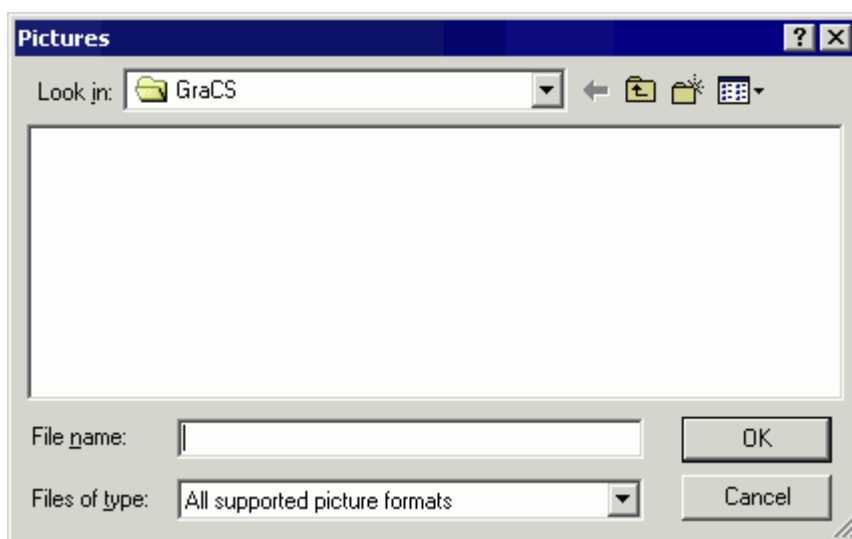 Pictures
Look in: GraCS
File name: OK
Files of type: All supported picture formats Cancel